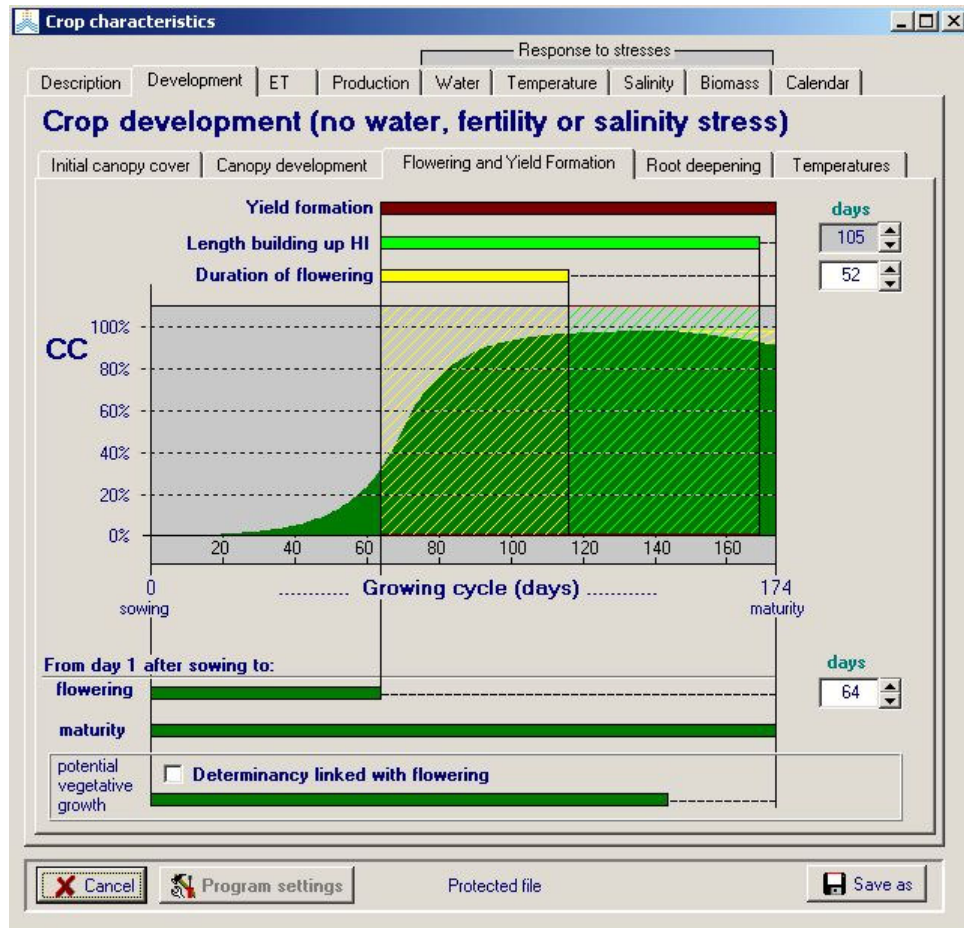 Crop characteristics
Response to stresses
Description Development ET Production Water Temperature Salinity Biomass Calendar
Crop development (no water, fertility or salinity stress)
Initial canopy cover Canopy development Flowering and Yield Formation Root deepening Temperatures
Yield formation
days
Length building up HI
105
Duration of flowering
52
CC
100%
80%
60%
40%
20%
0%
20 40 60 80 100 120 140 160
0 ............ Growing cycle (days) ............ 174
sowing maturity
From day 1 after sowing to:
days
flowering
64
maturity
potential
vegetative
growth
Determinancy linked with flowering
Cancel Program settings Protected file Save as